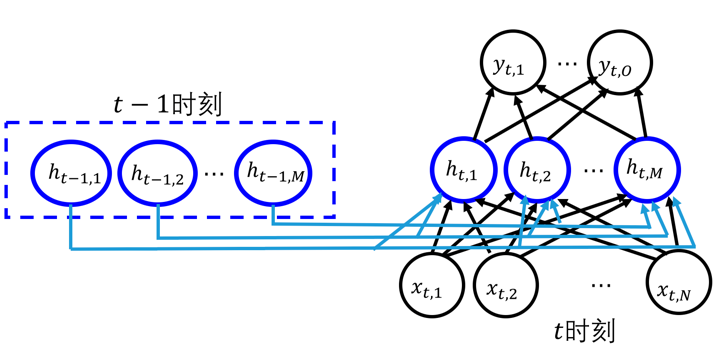 y_{t,1} ⋯ y_{t,O}
t − 1时刻
h_{t−1,1} h_{t−1,2} ⋯ h_{t−1,M}
h_{t,1} h_{t,2} ⋯ h_{t,M}
x_{t,1} x_{t,2} ⋯ x_{t,N}
t时刻